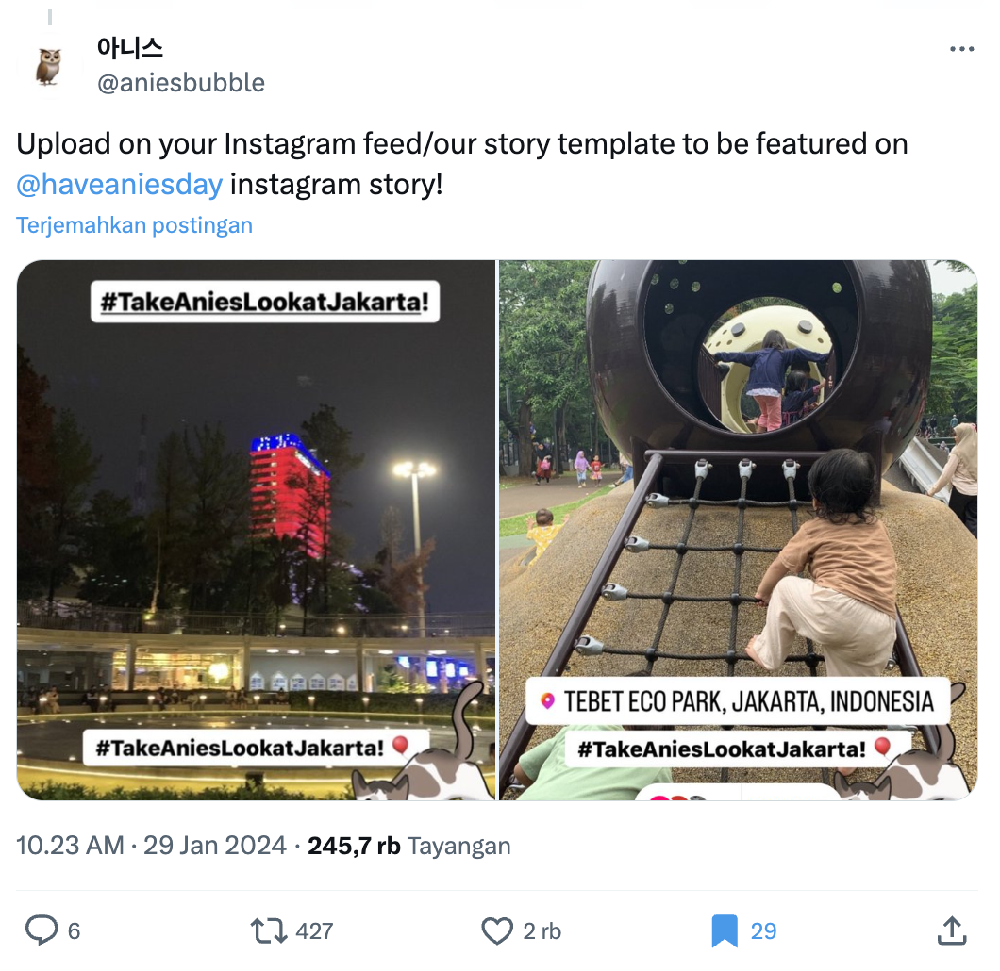 아니스
@aniesbubble
Upload on your Instagram feed/our story template to be featured on
@haveaniesday instagram story!
Terjemahkan postingan
#TakeAniesLookatJakarta!
#TakeAniesLookatJakarta!
TEBET ECO PARK, JAKARTA, INDONESIA
#TakeAniesLookatJakarta!
10.23 AM · 29 Jan 2024 · 245,7 rb Tayangan
6 427 2 rb 29